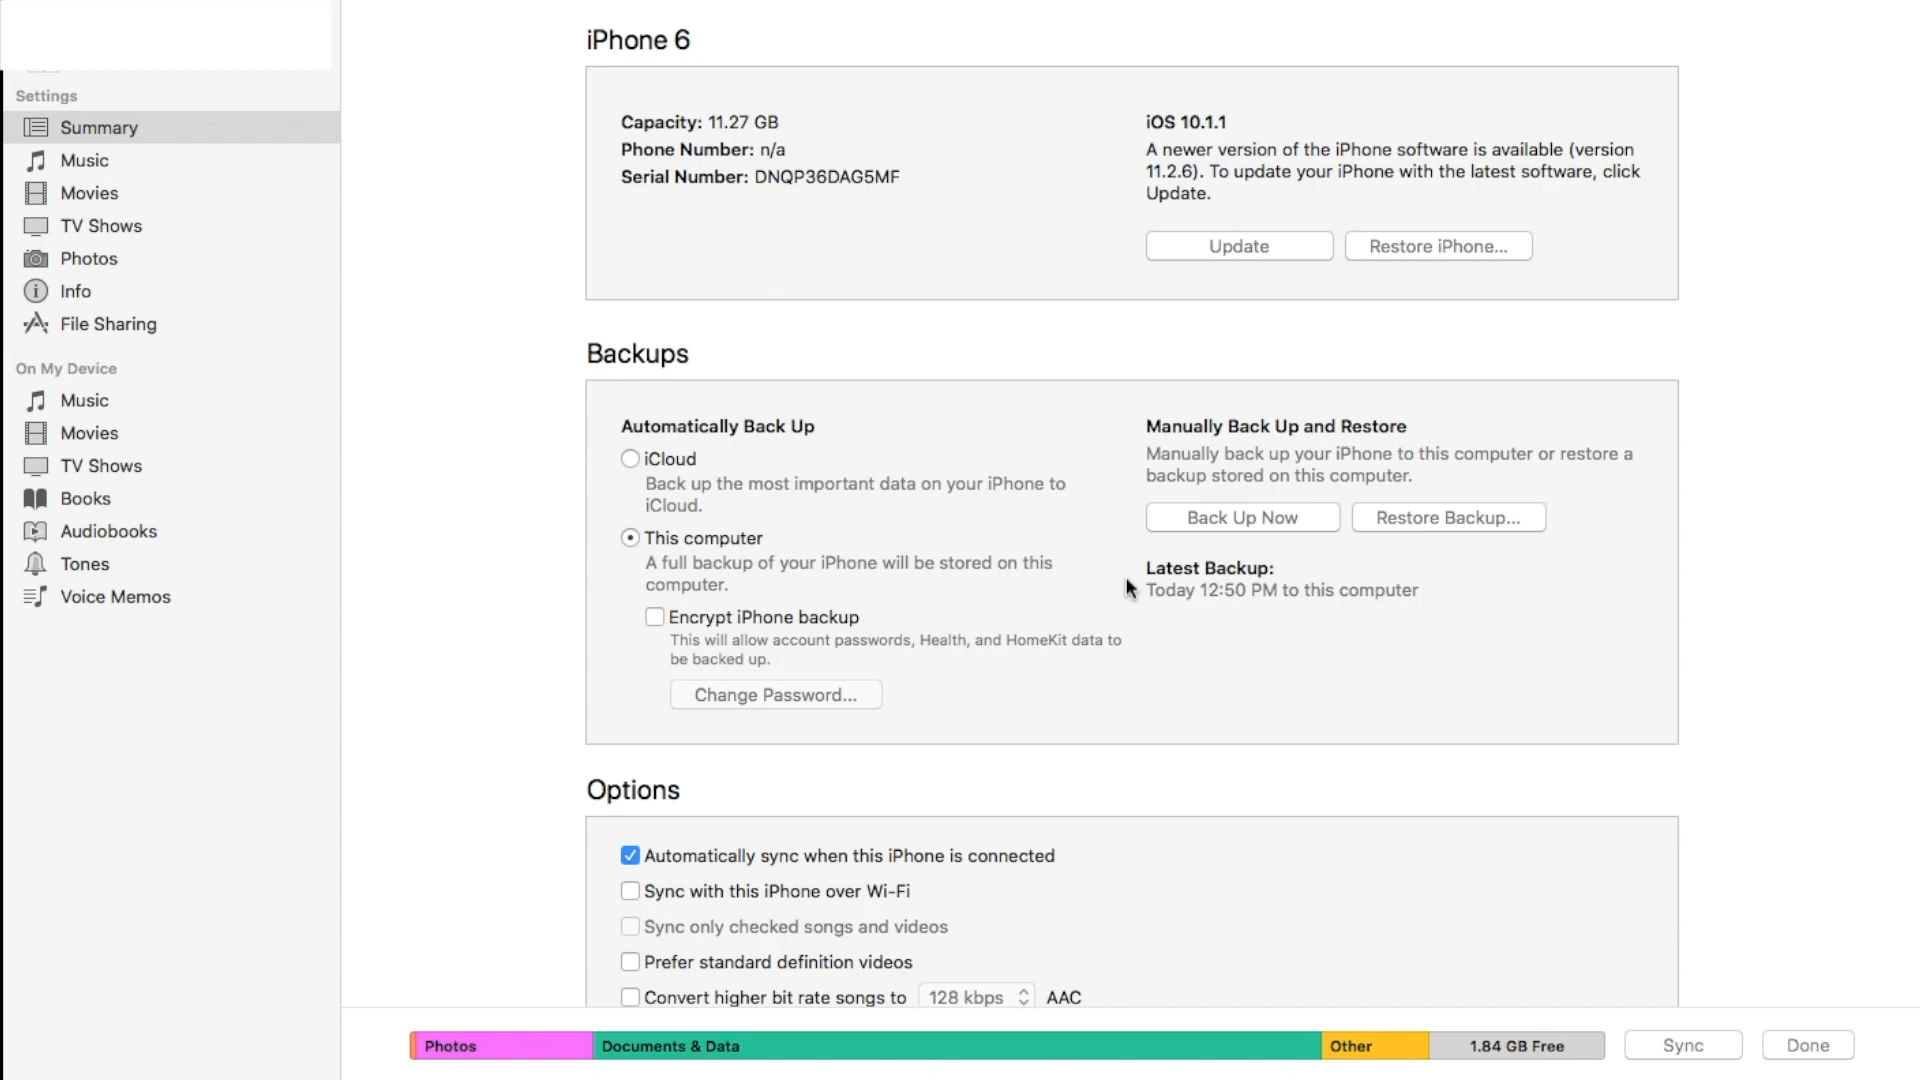 iPhone 6
Settings
Summary
Music
Movies
TV Shows
Photos
Info
File Sharing
On My Device
Music
Movies
TV Shows
Books
Audiobooks
Tones
Voice Memos
Capacity: 11.27 GB
Phone Number: n/a
Serial Number: DNQP36DAG5MF
iOS 10.1.1
A newer version of the iPhone software is available (version
11.2.6). To update your iPhone with the latest software, click
Update.
Update
Restore iPhone...
Backups
Automatically Back Up
iCloud
Back up the most important data on your iPhone to
iCloud.
This computer
A full backup of your iPhone will be stored on this
computer.
Encrypt iPhone backup
This will allow account passwords, Health, and HomeKit data to
be backed up.
Change Password...
Manually Back Up and Restore
Manually back up your iPhone to this computer or restore a
backup stored on this computer.
Back Up Now
Restore Backup...
Latest Backup:
Today 12:50 PM to this computer
Options
Automatically sync when this iPhone is connected
Sync with this iPhone over Wi-Fi
Sync only checked songs and videos
Prefer standard definition videos
Convert higher bit rate songs to 128 kbps AAC
Photos
Documents & Data
Other
1.84 GB Free
Sync
Done